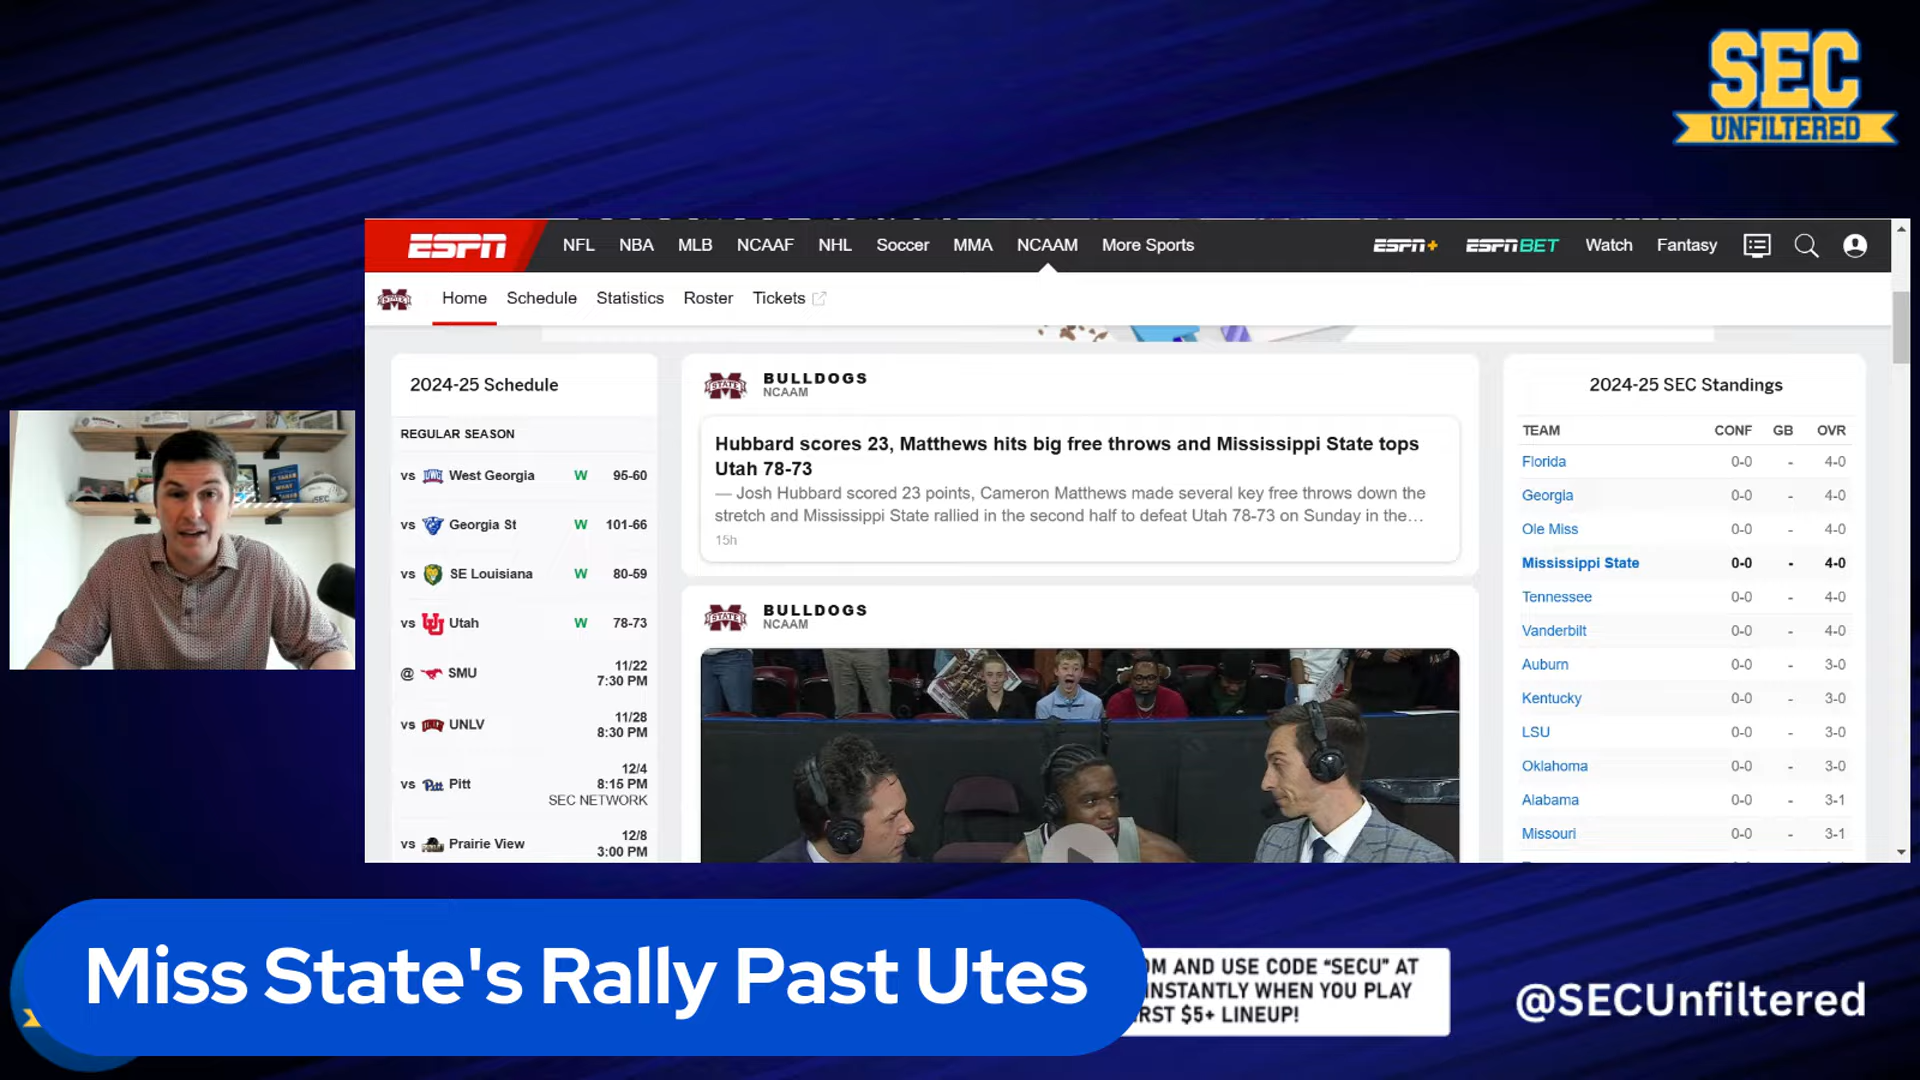 SEC
UNFILTERED
ESPN NFL NBA MLB NCAAF NHL Soccer MMA NCAAM More Sports ESPN+ ESPN BET Watch Fantasy
STATE Home Schedule Statistics Roster Tickets
2024-25 Schedule
REGULAR SEASON
vs West Georgia W 95-60
vs Georgia St W 101-66
vs SE Louisiana W 80-59
vs Utah W 78-73
@ SMU 11/22
7:30 PM
vs UNLV 11/28
8:30 PM
vs Pitt 12/4
8:15 PM
SEC NETWORK
vs Prairie View 12/8
3:00 PM
STATE BULLDOGS
NCAAM
Hubbard scores 23, Matthews hits big free throws and Mississippi State tops
Utah 78-73
— Josh Hubbard scored 23 points, Cameron Matthews made several key free throws down the
stretch and Mississippi State rallied in the second half to defeat Utah 78-73 on Sunday in the…
15h
STATE BULLDOGS
NCAAM
2024-25 SEC Standings
TEAM CONF GB OVR
Florida 0-0 - 4-0
Georgia 0-0 - 4-0
Ole Miss 0-0 - 4-0
Mississippi State 0-0 - 4-0
Tennessee 0-0 - 4-0
Vanderbilt 0-0 - 4-0
Auburn 0-0 - 3-0
Kentucky 0-0 - 3-0
LSU 0-0 - 3-0
Oklahoma 0-0 - 3-0
Alabama 0-0 - 3-1
Missouri 0-0 - 3-1
Miss State's Rally Past Utes
OM AND USE CODE “SECU” AT
INSTANTLY WHEN YOU PLAY
RST $5+ LINEUP!
@SECUnfiltered